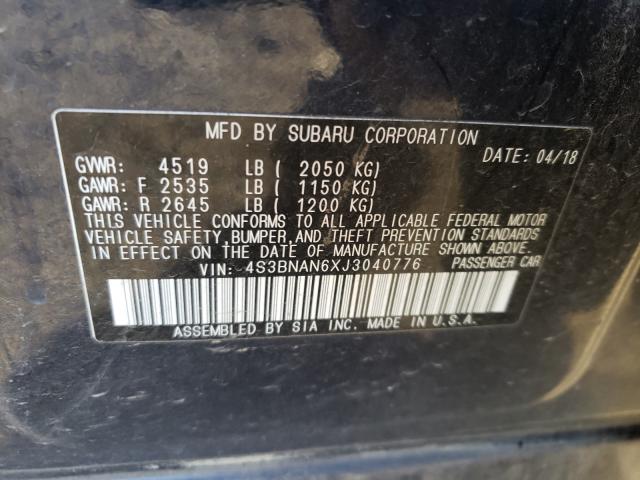 MFD BY SUBARU CORPORATION
DATE: 04/18
GVWR: 4519 LB ( 2050 KG)
GAWR: F 2535 LB ( 1150 KG)
GAWR: R 2645 LB ( 1200 KG)
THIS VEHICLE CONFORMS TO ALL APPLICABLE FEDERAL MOTOR
VEHICLE SAFETY, BUMPER, AND THEFT PREVENTION STANDARDS
IN EFFECT ON THE DATE OF MANUFACTURE SHOWN ABOVE.
VIN: 4S3BNAN6XJ3040776 PASSENGER CAR
ASSEMBLED BY SIA INC. MADE IN U.S.A.